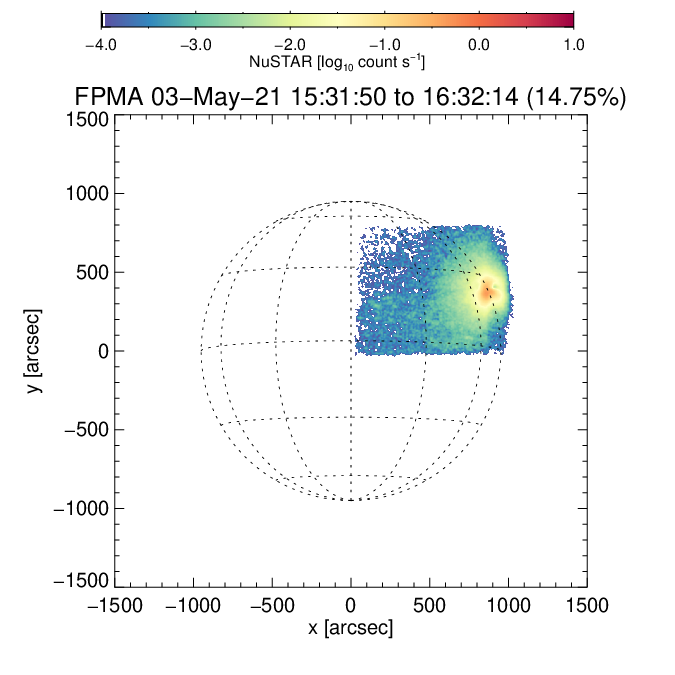 −4.0 −3.0 −2.0 −1.0 0.0 1.0
NuSTAR [log₁₀ count s⁻¹]
FPMA 03−May−21 15:31:50 to 16:32:14 (14.75%)
1500
1000
500
0
−500
−1000
−1500
y [arcsec]
−1500 −1000 −500 0 500 1000 1500
x [arcsec]